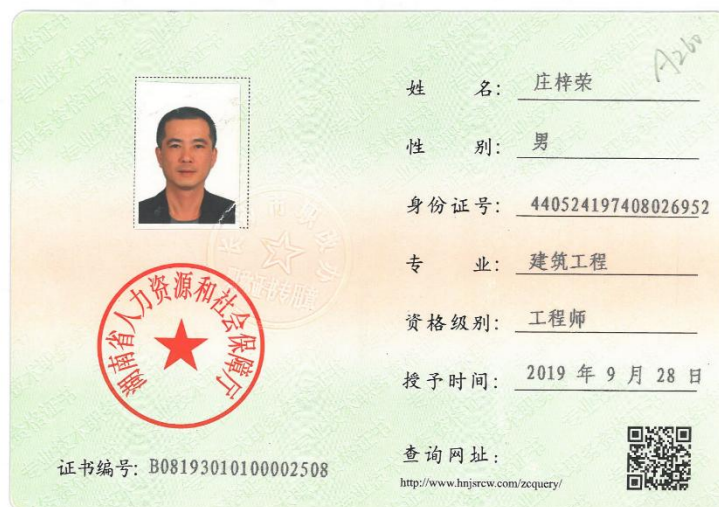 A260
姓 名: 庄梓荣
性 别: 男
身份证号: 440524197408026952
专 业: 建筑工程
资格级别: 工程师
授予时间: 2019 年 9 月 28 日
湖南省人力资源和社会保障厅
证书编号: B08193010100002508
查询网址:
http://www.hnjsrcw.com/zcquery/